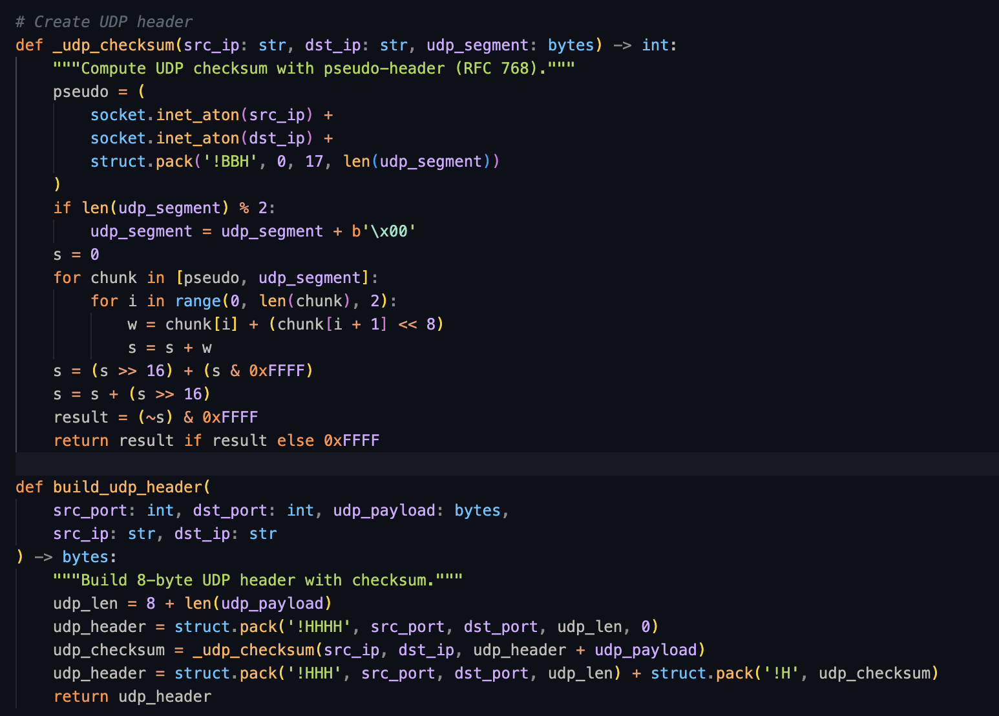 # Create UDP header
def _udp_checksum(src_ip: str, dst_ip: str, udp_segment: bytes) -> int:
    """Compute UDP checksum with pseudo-header (RFC 768)."""
    pseudo = (
        socket.inet_aton(src_ip) +
        socket.inet_aton(dst_ip) +
        struct.pack('!BBH', 0, 17, len(udp_segment))
    )
    if len(udp_segment) % 2:
        udp_segment = udp_segment + b'\x00'
    s = 0
    for chunk in [pseudo, udp_segment]:
        for i in range(0, len(chunk), 2):
            w = chunk[i] + (chunk[i + 1] << 8)
            s = s + w
    s = (s >> 16) + (s & 0xFFFF)
    s = s + (s >> 16)
    result = (~s) & 0xFFFF
    return result if result else 0xFFFF

def build_udp_header(
    src_port: int, dst_port: int, udp_payload: bytes,
    src_ip: str, dst_ip: str
) -> bytes:
    """Build 8-byte UDP header with checksum."""
    udp_len = 8 + len(udp_payload)
    udp_header = struct.pack('!HHHH', src_port, dst_port, udp_len, 0)
    udp_checksum = _udp_checksum(src_ip, dst_ip, udp_header + udp_payload)
    udp_header = struct.pack('!HHH', src_port, dst_port, udp_len) + struct.pack('!H', udp_checksum)
    return udp_header